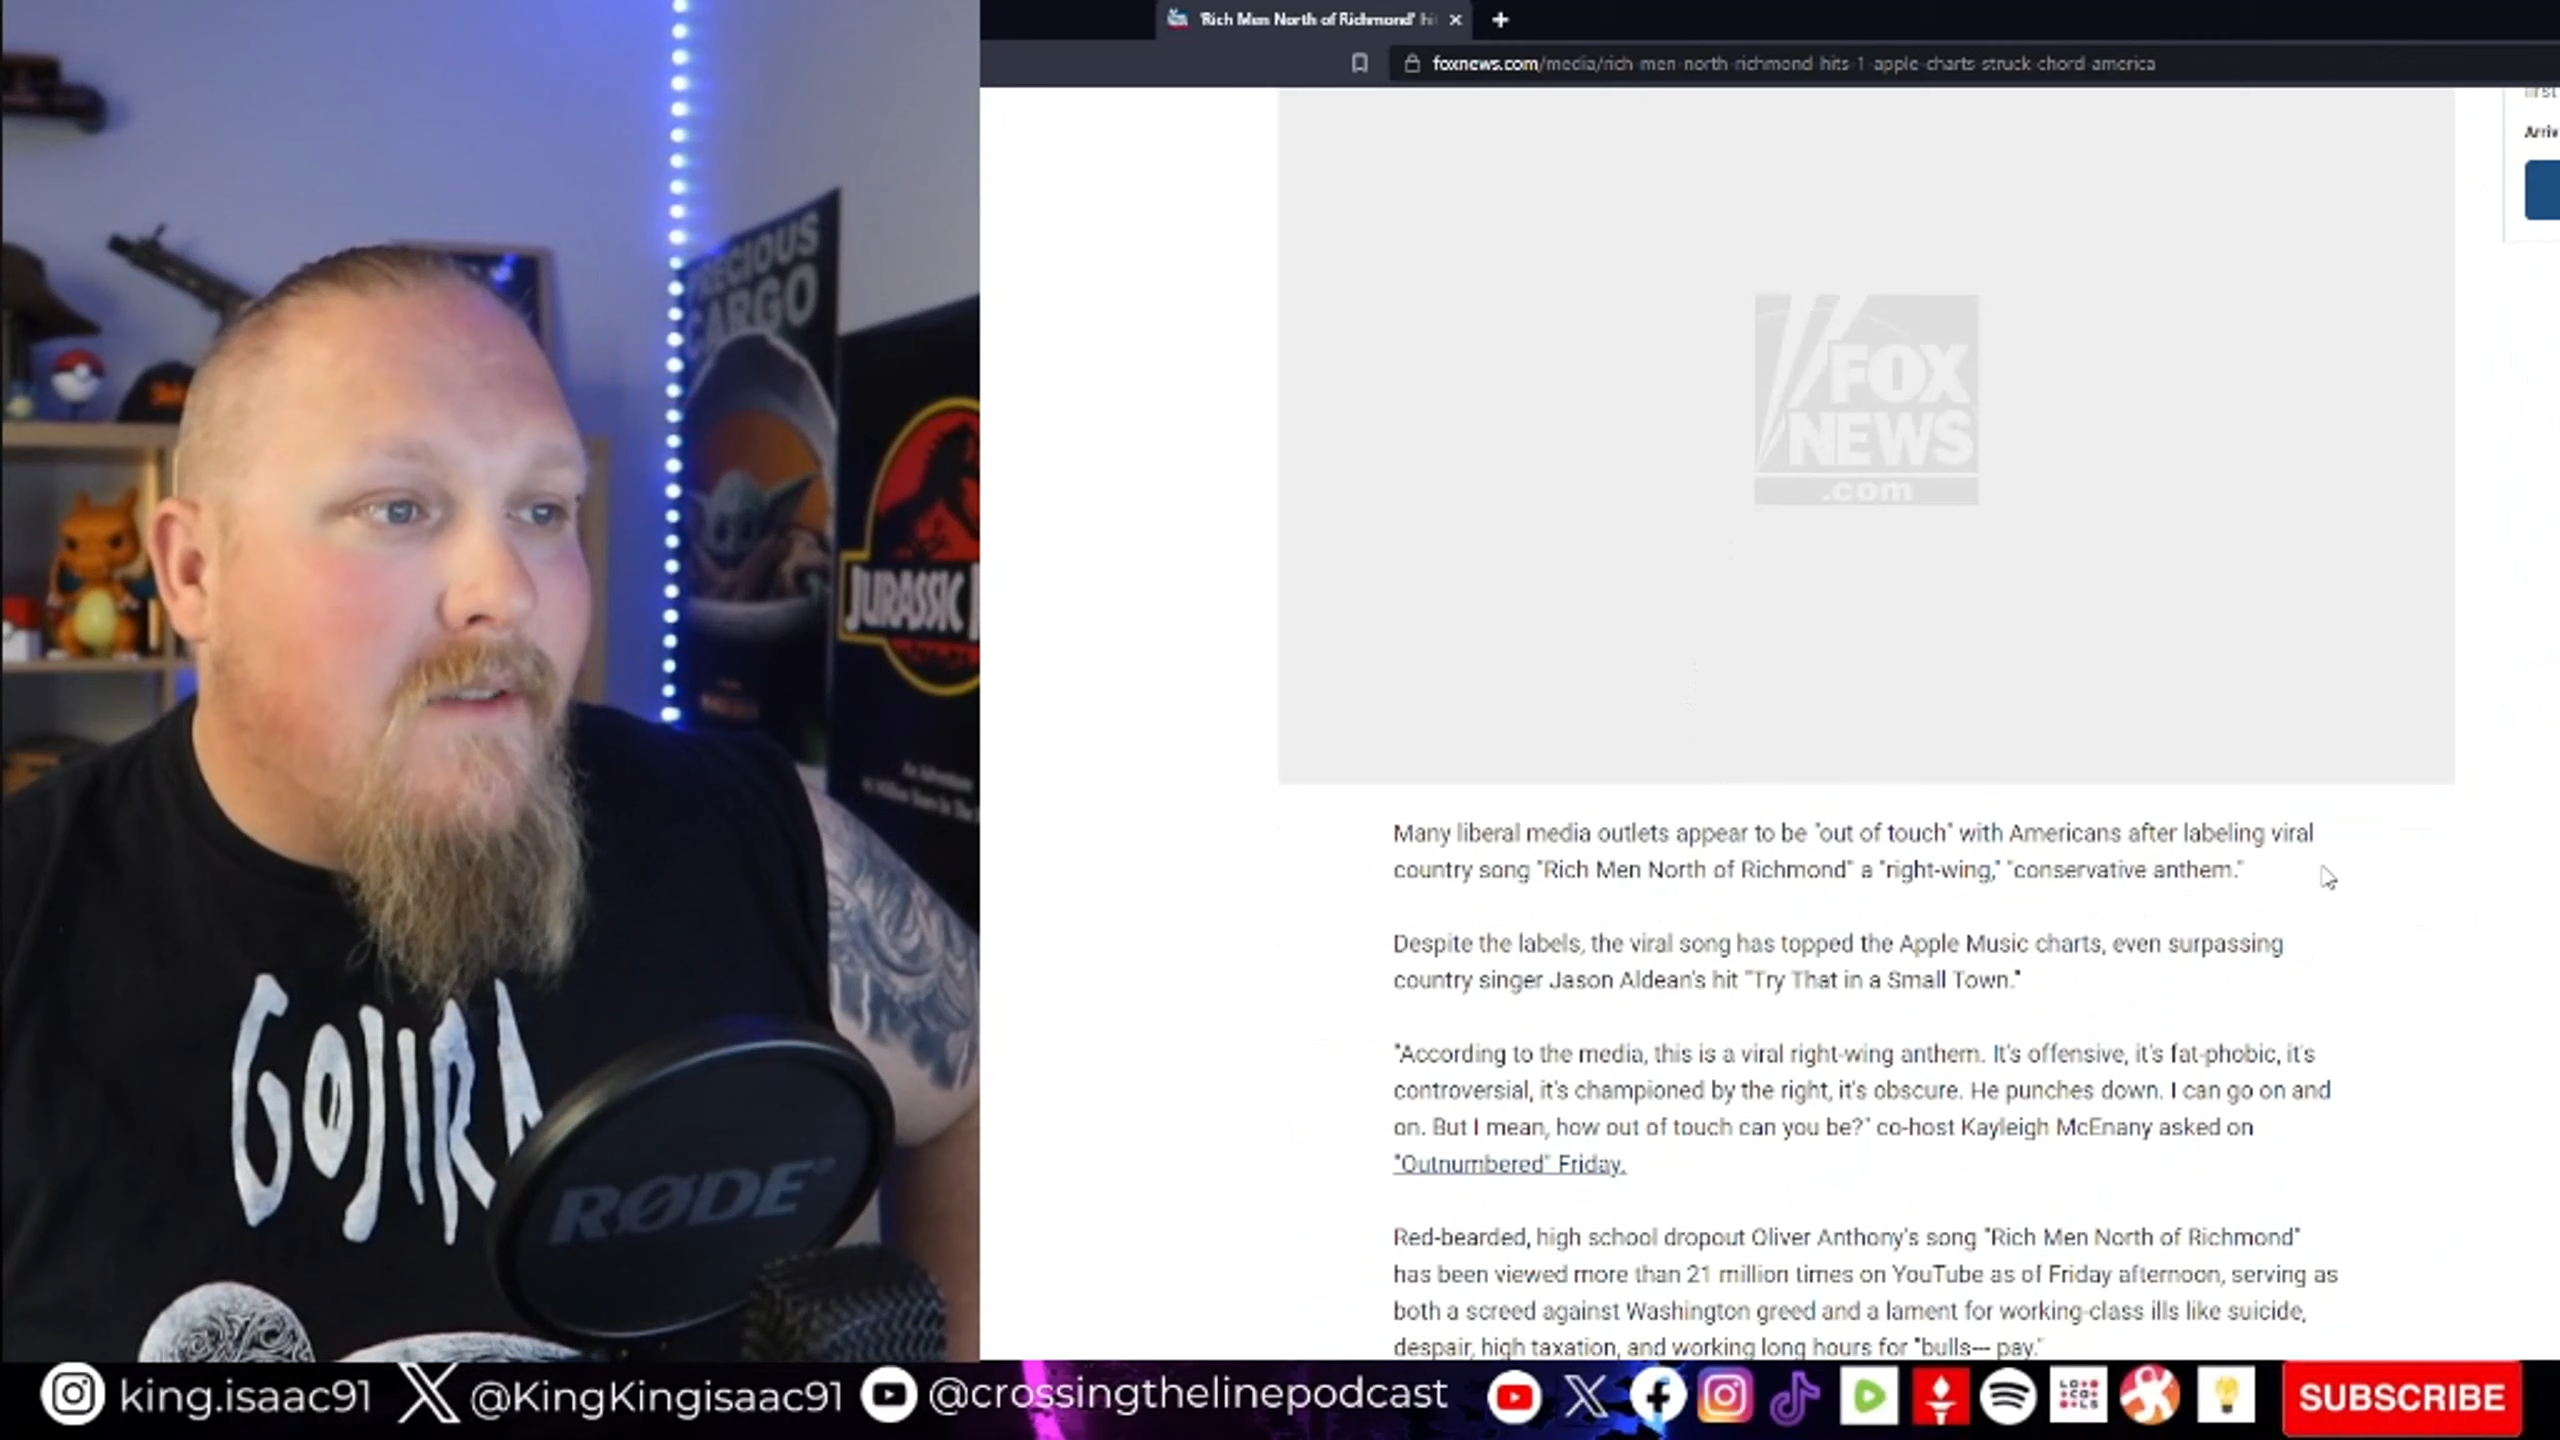 'Rich Men North of Richmond' hi
foxnews.com/media/rich-men-north-richmond-hits-1-apple-charts-struck-chord-america
Arriv
PRECIOUS
CARGO
JURASSIC
FOX
NEWS
.com
Many liberal media outlets appear to be "out of touch" with Americans after labeling viral
country song "Rich Men North of Richmond" a "right-wing," "conservative anthem."
Despite the labels, the viral song has topped the Apple Music charts, even surpassing
country singer Jason Aldean's hit "Try That in a Small Town."
"According to the media, this is a viral right-wing anthem. It's offensive, it's fat-phobic, it's
controversial, it's championed by the right, it's obscure. He punches down. I can go on and
on. But I mean, how out of touch can you be?" co-host Kayleigh McEnany asked on
"Outnumbered" Friday.
Red-bearded, high school dropout Oliver Anthony's song "Rich Men North of Richmond"
has been viewed more than 21 million times on YouTube as of Friday afternoon, serving as
both a screed against Washington greed and a lament for working-class ills like suicide,
despair, high taxation, and working long hours for "bulls--- pay."
GOJIRA
RØDE
king.isaac91 @KingKingisaac91 @crossingthelinepodcast
LOCALS
SUBSCRIBE